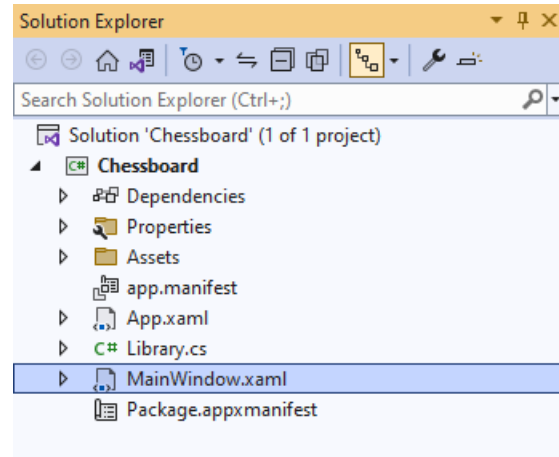 Solution Explorer
Search Solution Explorer (Ctrl+;)
Solution 'Chessboard' (1 of 1 project)
C# Chessboard
Dependencies
Properties
Assets
app.manifest
App.xaml
C# Library.cs
MainWindow.xaml
Package.appxmanifest